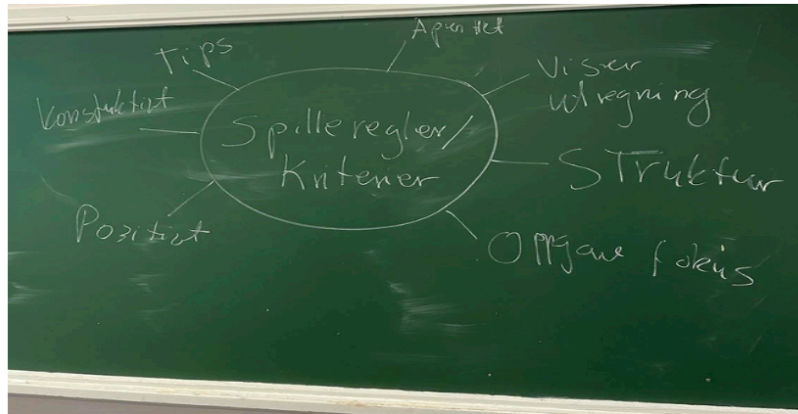 Tips
Åpenhet
Viser
utregning
Konstruktivt
Spilleregler/
Kriterier
Struktur
Positivt
Oppgave fokus